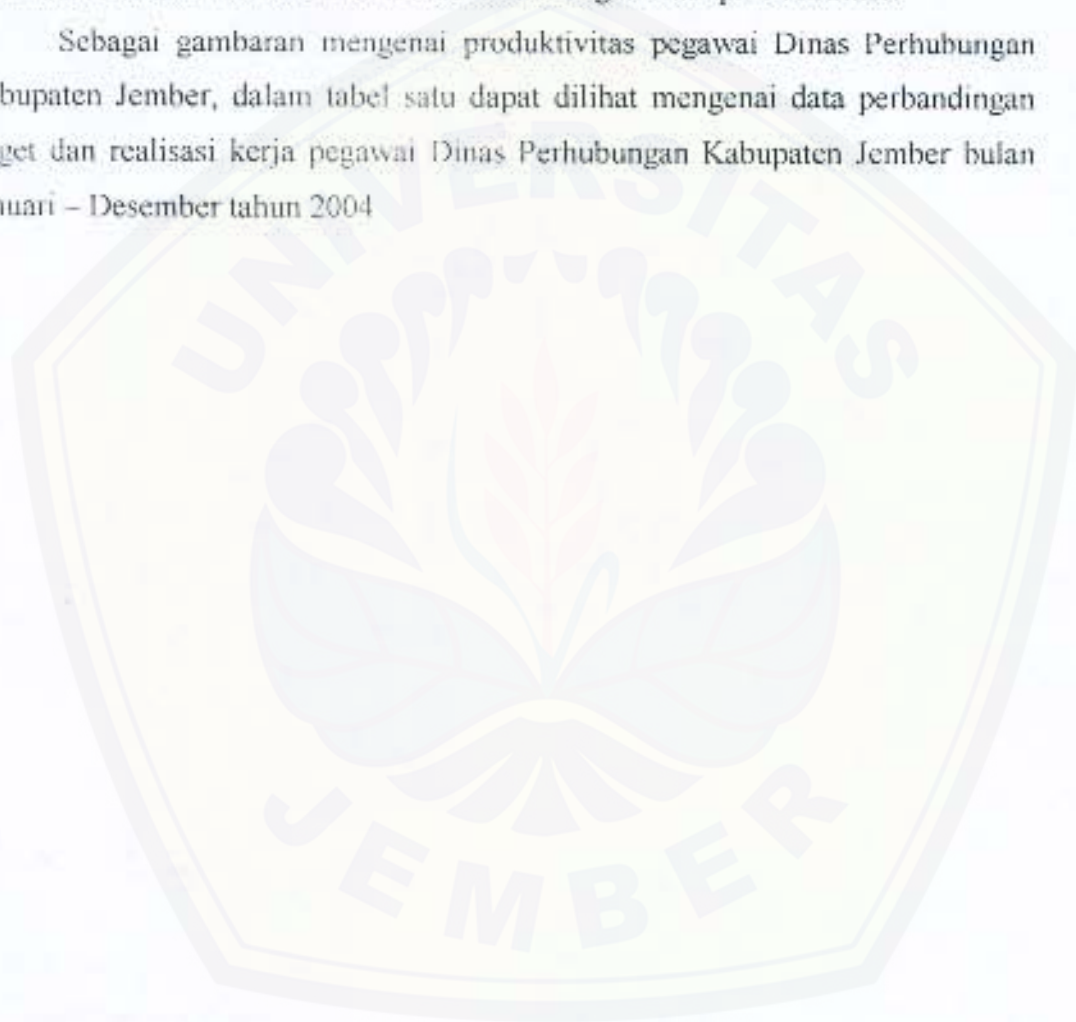 Sebagai gambaran mengenai produktivitas pegawai Dinas Perhubungan
bupaten Jember, dalam tabel satu dapat dilihat mengenai data perbandingan
get dan realisasi kerja pegawai Dinas Perhubungan Kabupaten Jember bulan
nuari – Desember tahun 2004
UNIVERSITAS
JEMBER